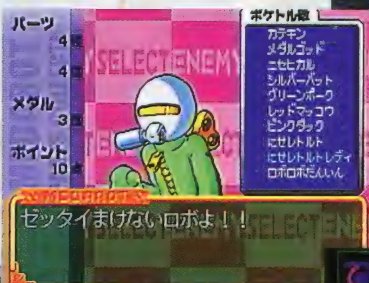 パーツ
4
4
メダル
3
ポイント
10
SELECTENEMY
ポケトル数
カテキン
メダルゴッド
ニセヒカル
シルバーバット
グリーンポーク
レッドマッコウ
ピンクダック
にせレトルト
にせレトルトレディ
ロボロボだんいん
ゼッタイまけないロボよ!!